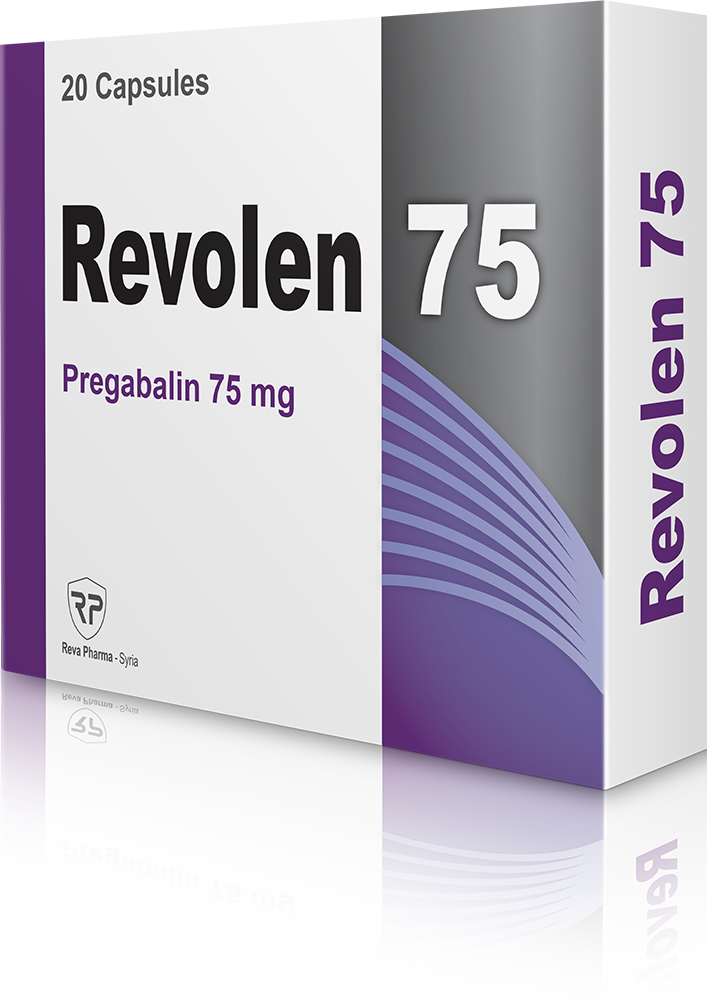 20 Capsules
Revolen 75
Pregabalin 75 mg
RP
Reva Pharma - Syria
Revolen 75